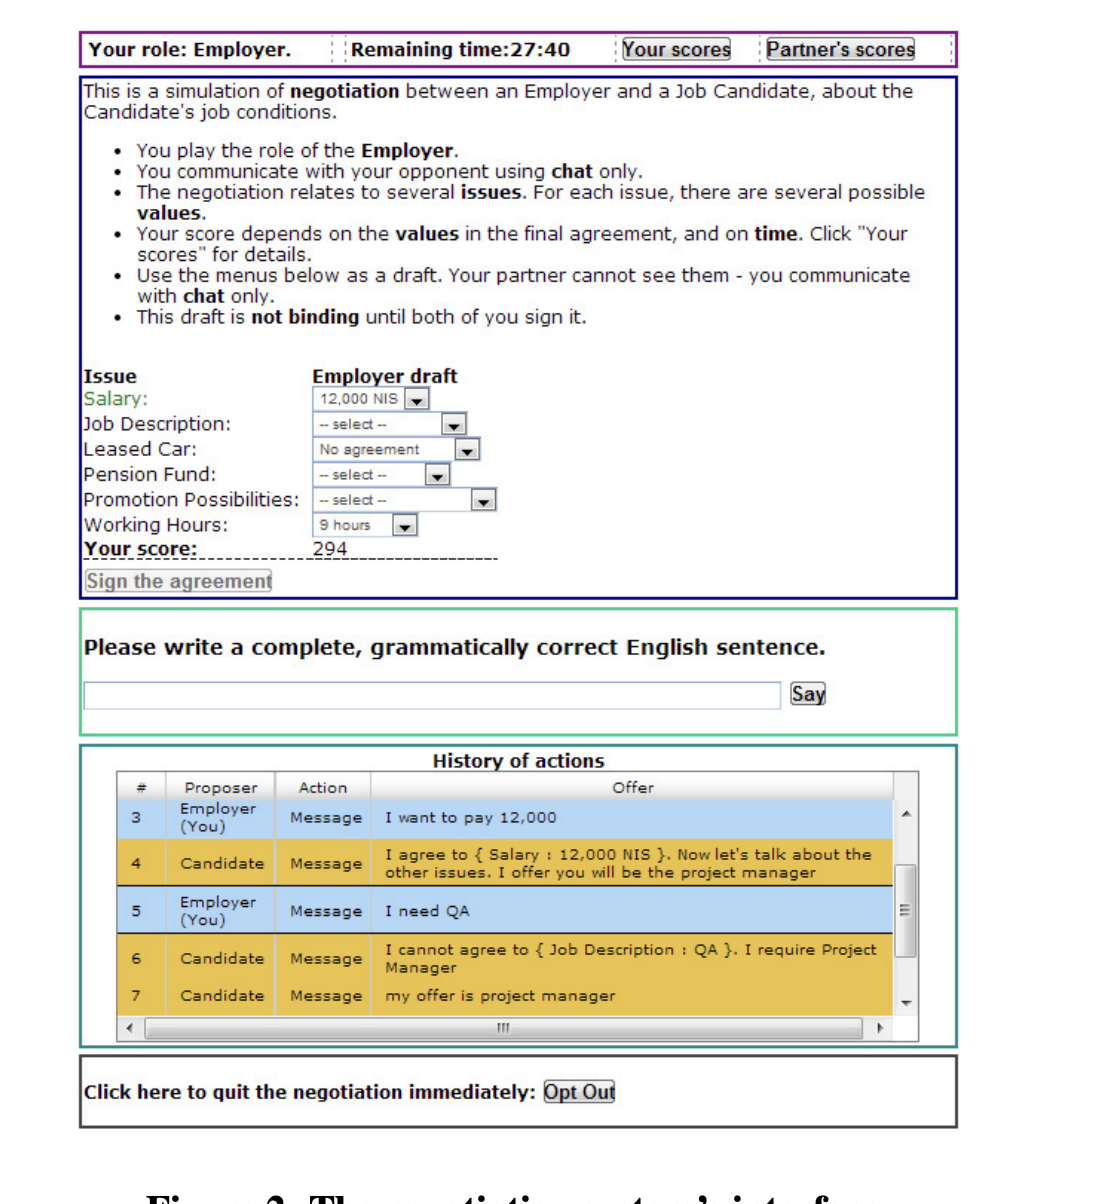 Your role: Employer. Remaining time:27:40 Your scores Partner's scores
This is a simulation of negotiation between an Employer and a Job Candidate, about the
Candidate's job conditions.
• You play the role of the Employer.
• You communicate with your opponent using chat only.
• The negotiation relates to several issues. For each issue, there are several possible
values.
• Your score depends on the values in the final agreement, and on time. Click "Your
scores" for details.
• Use the menus below as a draft. Your partner cannot see them - you communicate
with chat only.
• This draft is not binding until both of you sign it.
Issue Employer draft
Salary: 12,000 NIS
Job Description: -- select --
Leased Car: No agreement
Pension Fund: -- select --
Promotion Possibilities: -- select --
Working Hours: 9 hours
Your score: 294
Sign the agreement
Please write a complete, grammatically correct English sentence.
Say
History of actions
# Proposer Action Offer
3 Employer (You) Message I want to pay 12,000
4 Candidate Message I agree to { Salary : 12,000 NIS }. Now let's talk about the
other issues. I offer you will be the project manager
5 Employer (You) Message I need QA
6 Candidate Message I cannot agree to { Job Description : QA }. I require Project
Manager
7 Candidate Message my offer is project manager
Click here to quit the negotiation immediately: Opt Out